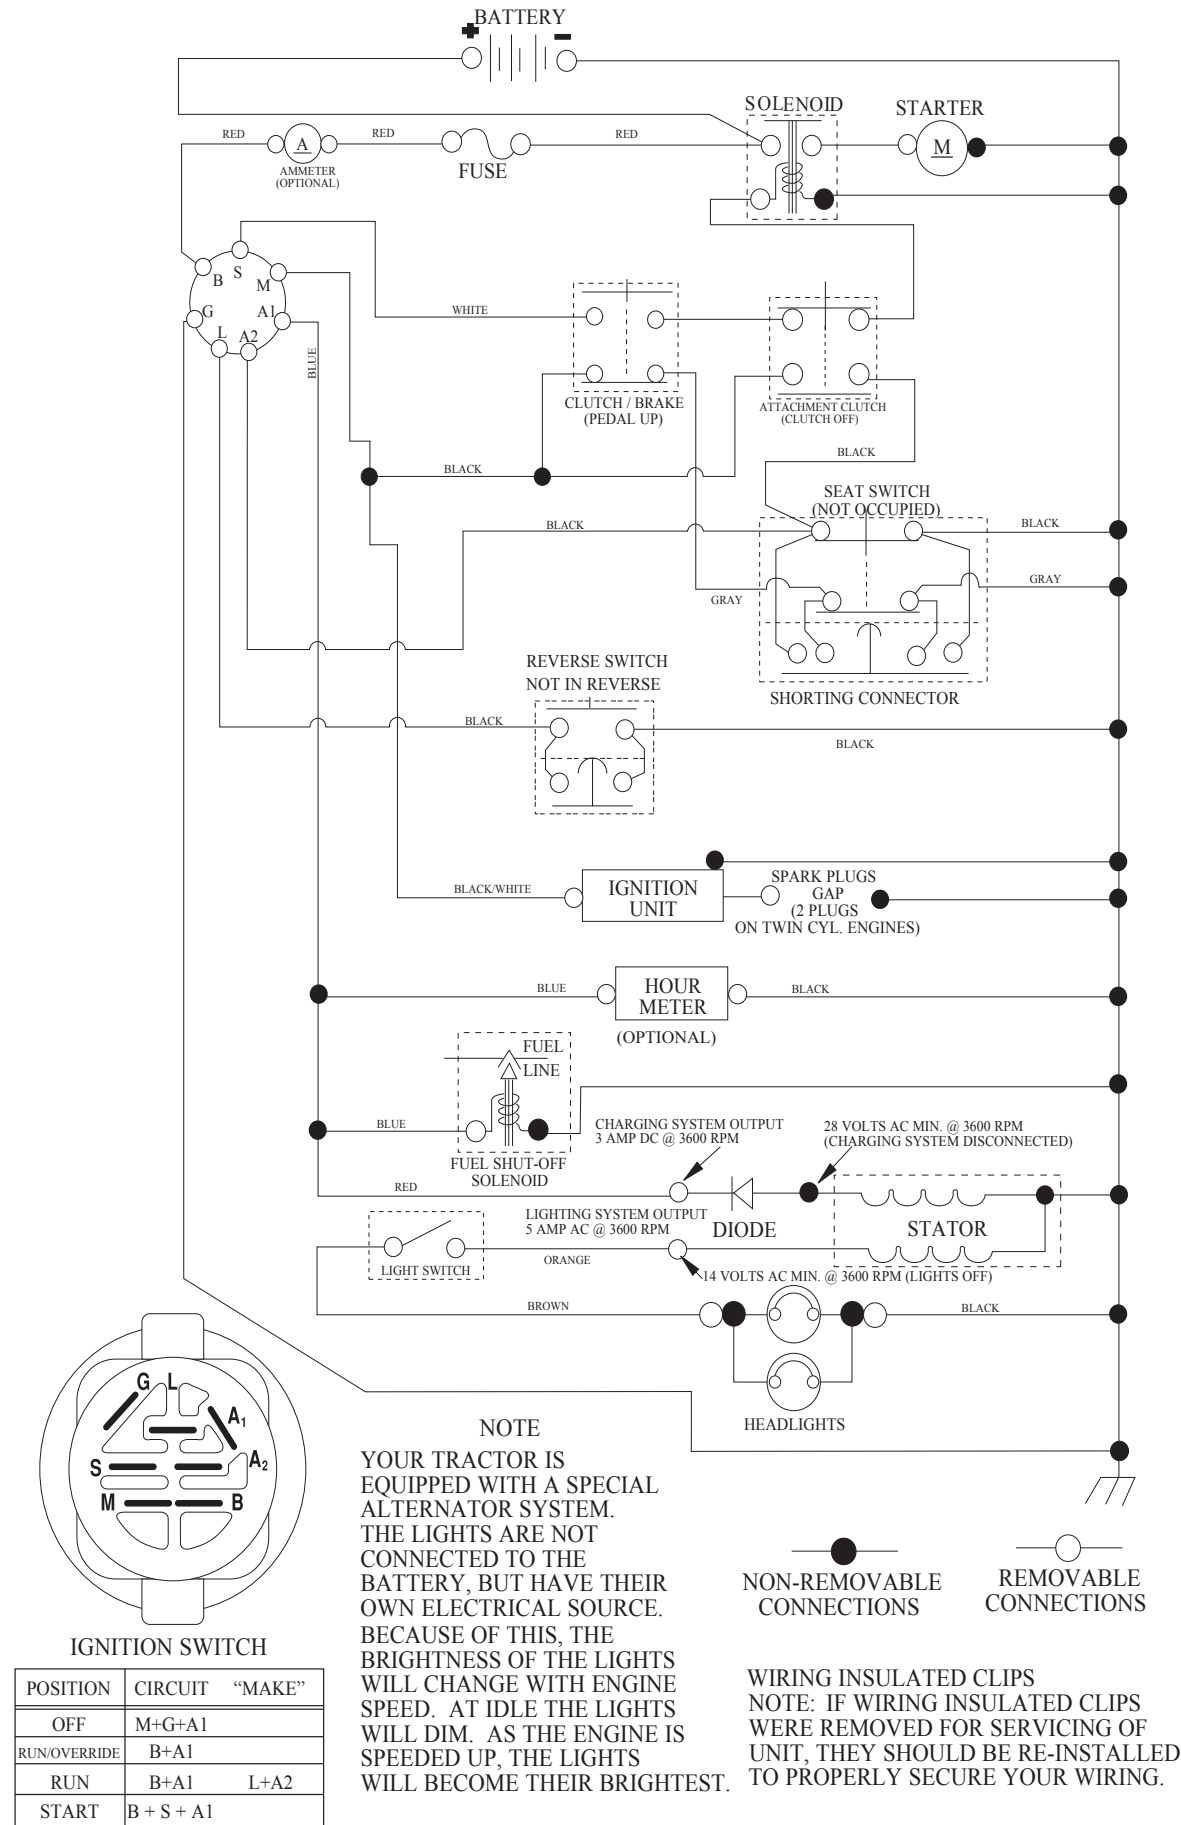 BATTERY
SOLENOID
STARTER
RED
RED
RED
A
M
AMMETER
(OPTIONAL)
FUSE
B
S
M
G
A1
L
A2
WHITE
BLUE
CLUTCH / BRAKE
(PEDAL UP)
ATTACHMENT CLUTCH
(CLUTCH OFF)
BLACK
BLACK
SEAT SWITCH
(NOT OCCUPIED)
BLACK
BLACK
GRAY
GRAY
REVERSE SWITCH
NOT IN REVERSE
SHORTING CONNECTOR
BLACK
BLACK
BLACK/WHITE
IGNITION
UNIT
SPARK PLUGS
GAP
(2 PLUGS
ON TWIN CYL. ENGINES)
BLUE
HOUR
METER
BLACK
(OPTIONAL)
FUEL
LINE
BLUE
FUEL SHUT-OFF
SOLENOID
CHARGING SYSTEM OUTPUT
3 AMP DC @ 3600 RPM
28 VOLTS AC MIN. @ 3600 RPM
(CHARGING SYSTEM DISCONNECTED)
RED
LIGHTING SYSTEM OUTPUT
5 AMP AC @ 3600 RPM
DIODE
STATOR
LIGHT SWITCH
ORANGE
14 VOLTS AC MIN. @ 3600 RPM (LIGHTS OFF)
BROWN
BLACK
HEADLIGHTS
G
L
A1
S
A2
M
B
IGNITION SWITCH
POSITION CIRCUIT “MAKE”
OFF M+G+A1
RUN/OVERRIDE B+A1
RUN B+A1 L+A2
START B + S + A1
NOTE
YOUR TRACTOR IS
EQUIPPED WITH A SPECIAL
ALTERNATOR SYSTEM.
THE LIGHTS ARE NOT
CONNECTED TO THE
BATTERY, BUT HAVE THEIR
OWN ELECTRICAL SOURCE.
BECAUSE OF THIS, THE
BRIGHTNESS OF THE LIGHTS
WILL CHANGE WITH ENGINE
SPEED. AT IDLE THE LIGHTS
WILL DIM. AS THE ENGINE IS
SPEEDED UP, THE LIGHTS
WILL BECOME THEIR BRIGHTEST.
NON-REMOVABLE
CONNECTIONS
REMOVABLE
CONNECTIONS
WIRING INSULATED CLIPS
NOTE: IF WIRING INSULATED CLIPS
WERE REMOVED FOR SERVICING OF
UNIT, THEY SHOULD BE RE-INSTALLED
TO PROPERLY SECURE YOUR WIRING.